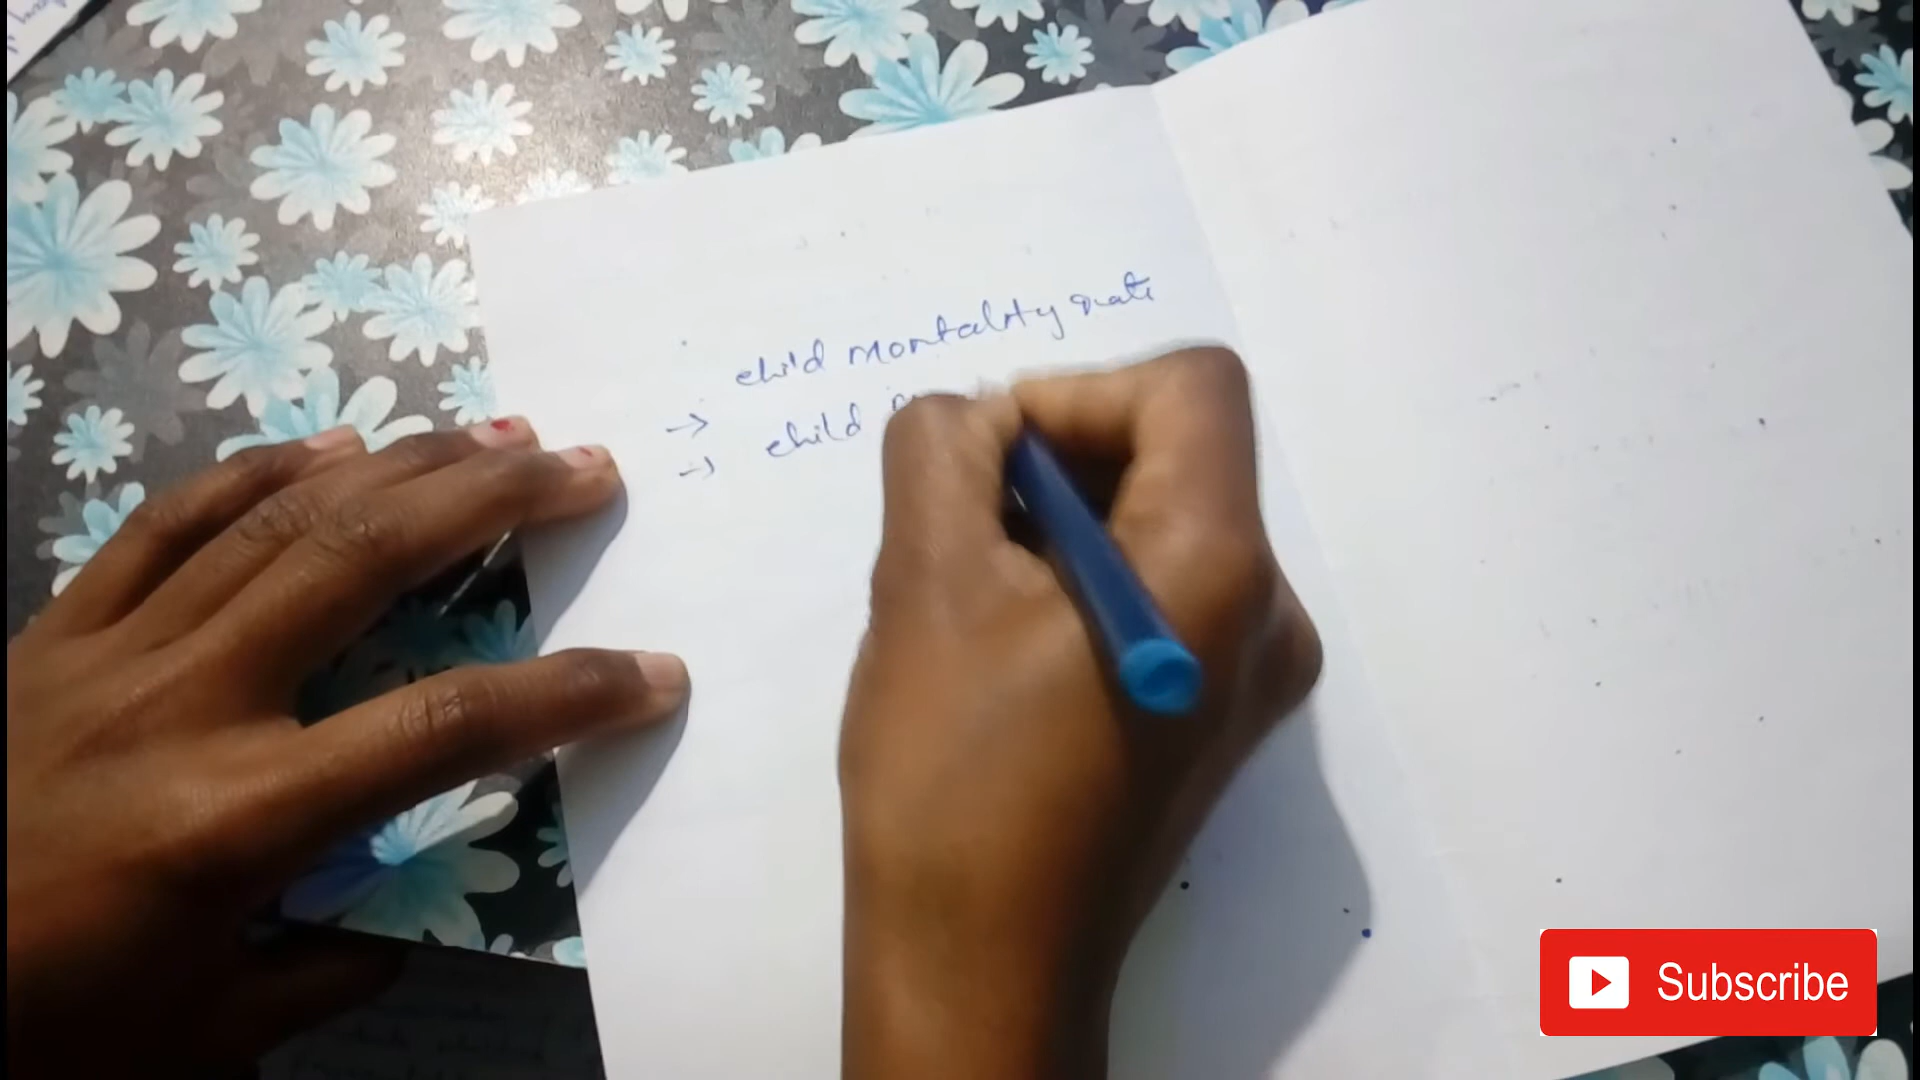 → child mortality rate
→ child
Subscribe